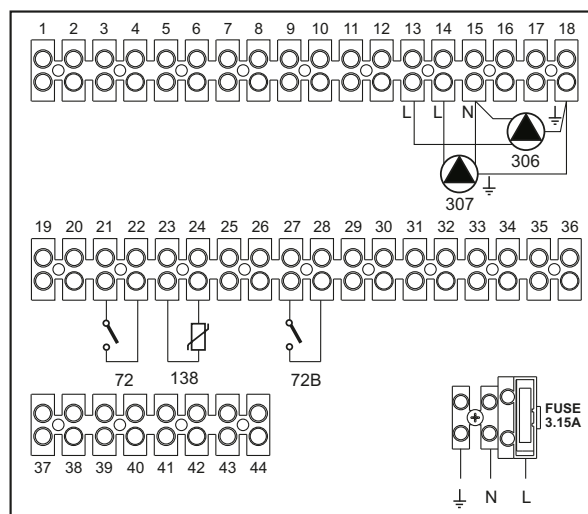 1 2 3 4 5 6 7 8 9 10 11 12 13 14 15 16 17 18
L L N
306
307
19 20 21 22 23 24 25 26 27 28 29 30 31 32 33 34 35 36
72 138 72B
FUSE
3.15A
37 38 39 40 41 42 43 44
N L